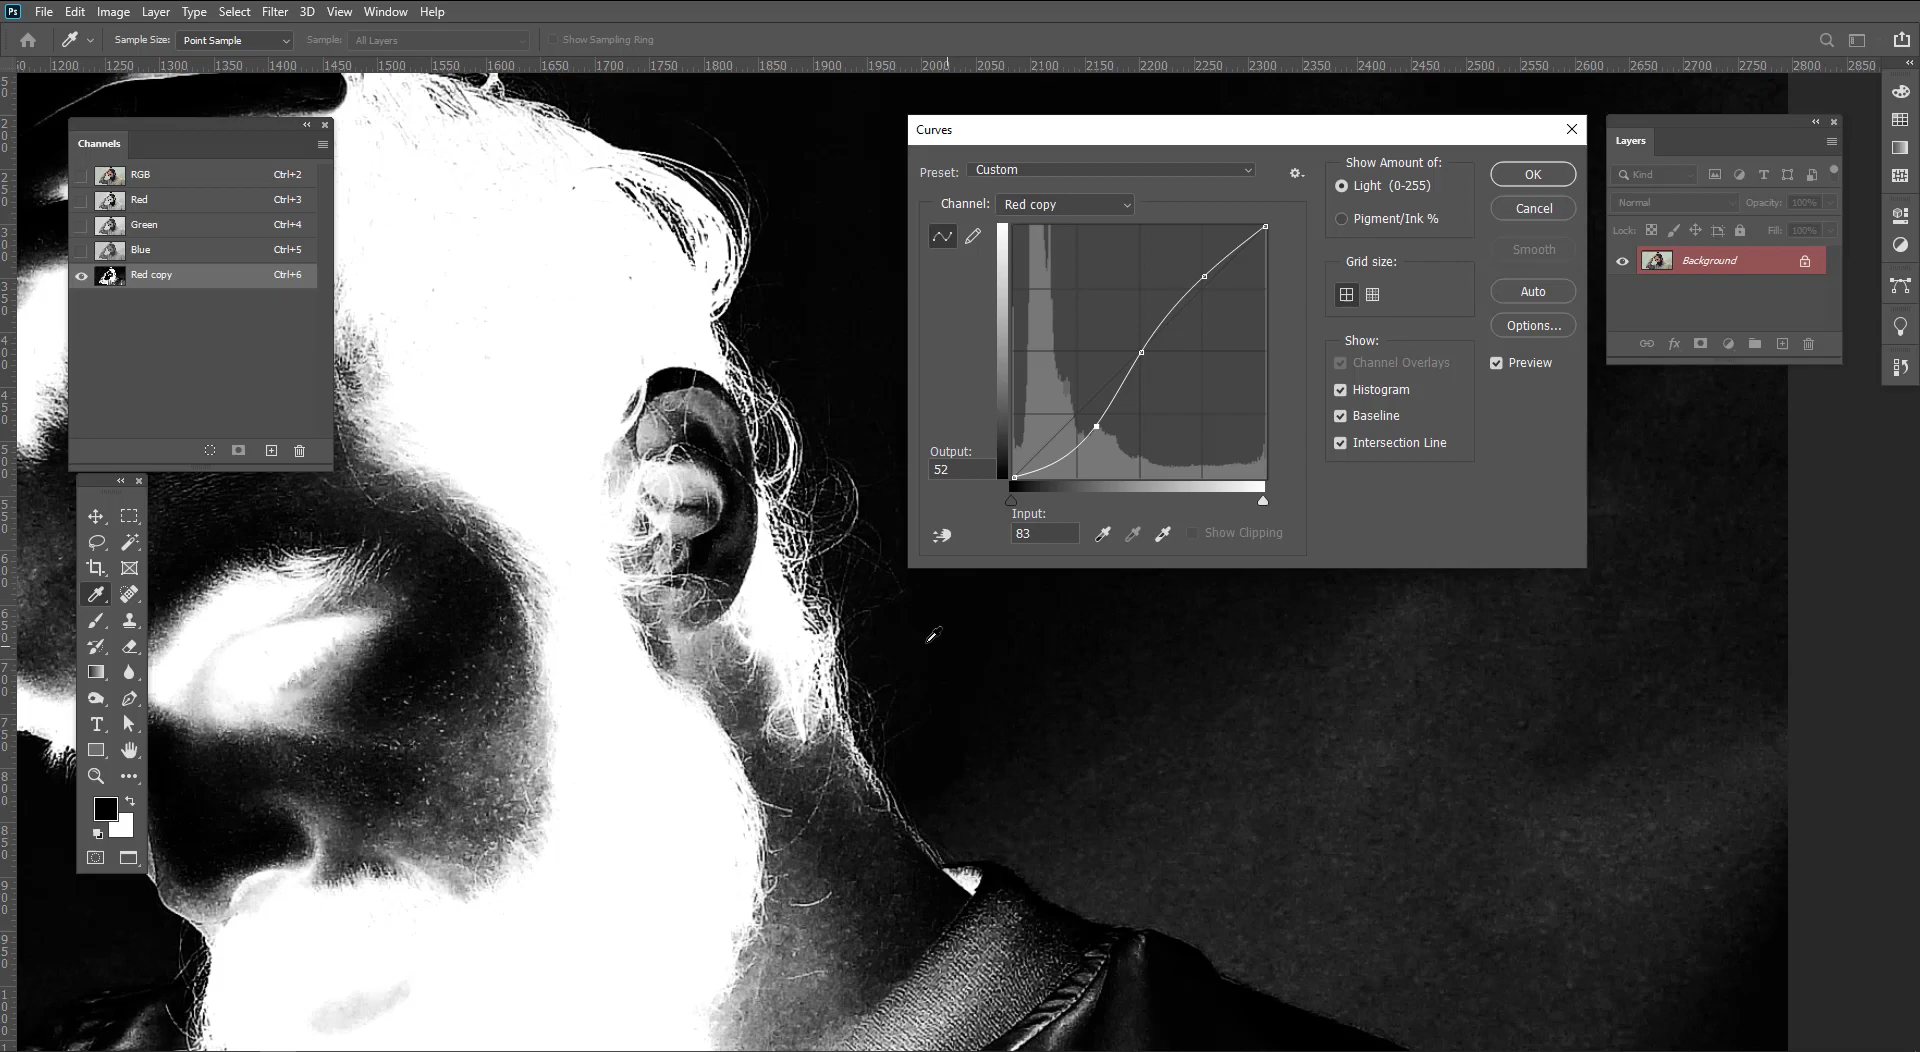 Ps File Edit Image Layer Type Select Filter 3D View Window Help
Sample Size: Point Sample Sample: All Layers Show Sampling Ring
1200 1250 1300 1350 1400 1450 1500 1550 1600 1650 1700 1750 1800 1850 1900 1950 2000 2050 2100 2150 2200 2250 2300 2350 2400 2450 2500 2550 2600 2650 2700 2750 2800 2850
Channels
RGB Ctrl+2
Red Ctrl+3
Green Ctrl+4
Blue Ctrl+5
Red copy Ctrl+6
Curves
Preset: Custom
Channel: Red copy
Output:
52
Input:
83
Show Clipping
Show Amount of:
Light (0-255)
Pigment/Ink %
Grid size:
Show:
Channel Overlays
Histogram
Baseline
Intersection Line
OK
Cancel
Smooth
Auto
Options...
Preview
Layers
Kind
Normal Opacity: 100%
Lock: Fill: 100%
Background